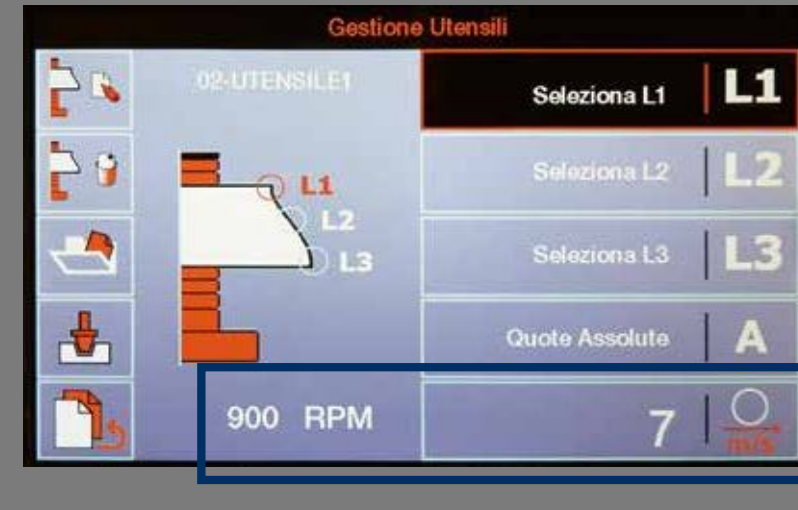 Gestione Utensili
02-UTENSILE1
Seleziona L1 L1
Seleziona L2 L2
Seleziona L3 L3
Quote Assolute A
L1
L2
L3
900 RPM
7 m/s